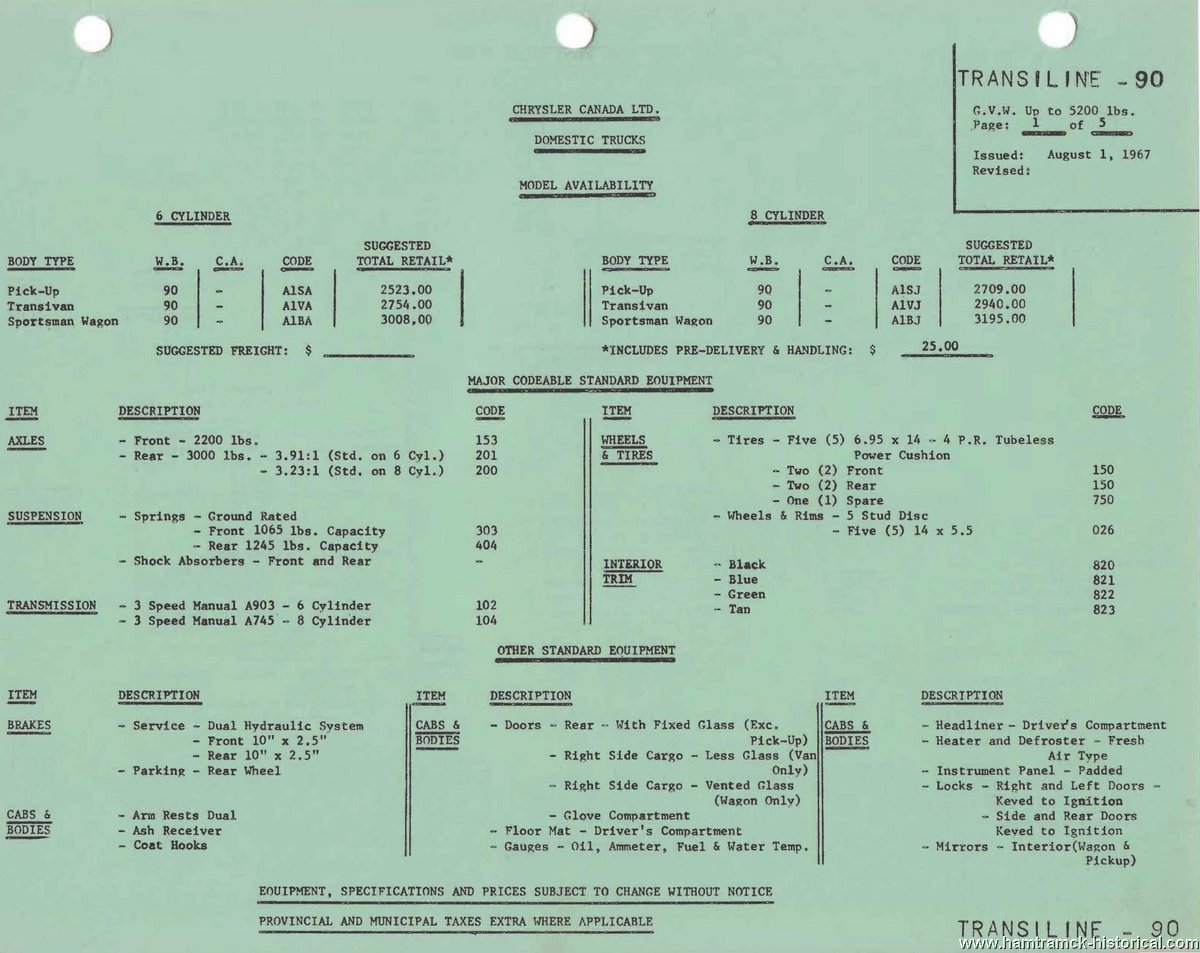 TRANSILINE - 90
G.V.W. Up to 5200 lbs.
Page: 1 of 5
Issued: August 1, 1967
Revised:
CHRYSLER CANADA LTD.
DOMESTIC TRUCKS
MODEL AVAILABILITY
6 CYLINDER
SUGGESTED
BODY TYPE W.B. C.A. CODE TOTAL RETAIL*
Pick-Up 90 - A1SA 2523.00
Transivan 90 - A1VA 2754.00
Sportsman Wagon 90 - A1BA 3008.00
SUGGESTED FREIGHT: $
8 CYLINDER
SUGGESTED
BODY TYPE W.B. C.A. CODE TOTAL RETAIL*
Pick-Up 90 - A1SJ 2709.00
Transivan 90 - A1VJ 2940.00
Sportsman Wagon 90 - A1BJ 3195.00
*INCLUDES PRE-DELIVERY & HANDLING: $ 25.00
MAJOR CODEABLE STANDARD EQUIPMENT
ITEM DESCRIPTION CODE
AXLES - Front - 2200 lbs. 153
- Rear - 3000 lbs. - 3.91:1 (Std. on 6 Cyl.) 201
- 3.23:1 (Std. on 8 Cyl.) 200
SUSPENSION - Springs - Ground Rated
- Front 1065 lbs. Capacity 303
- Rear 1245 lbs. Capacity 404
- Shock Absorbers - Front and Rear -
TRANSMISSION - 3 Speed Manual A903 - 6 Cylinder 102
- 3 Speed Manual A745 - 8 Cylinder 104
ITEM DESCRIPTION CODE
WHEELS - Tires - Five (5) 6.95 x 14 - 4 P.R. Tubeless
& TIRES Power Cushion
- Two (2) Front 150
- Two (2) Rear 150
- One (1) Spare 750
- Wheels & Rims - 5 Stud Disc
- Five (5) 14 x 5.5 026
INTERIOR - Black 820
TRIM - Blue 821
- Green 822
- Tan 823
OTHER STANDARD EQUIPMENT
ITEM DESCRIPTION
BRAKES - Service - Dual Hydraulic System
- Front 10" x 2.5"
- Rear 10" x 2.5"
- Parking - Rear Wheel
CABS & - Arm Rests Dual
BODIES - Ash Receiver
- Coat Hooks
ITEM DESCRIPTION
CABS & - Doors - Rear - With Fixed Glass (Exc.
BODIES Pick-Up)
- Right Side Cargo - Less Glass (Van
Only)
- Right Side Cargo - Vented Glass
(Wagon Only)
- Glove Compartment
- Floor Mat - Driver's Compartment
- Gauges - Oil, Ammeter, Fuel & Water Temp.
ITEM DESCRIPTION
CABS & - Headliner - Driver's Compartment
BODIES - Heater and Defroster - Fresh
Air Type
- Instrument Panel - Padded
- Locks - Right and Left Doors -
Keved to Ignition
- Side and Rear Doors
Keved to Ignition
- Mirrors - Interior(Wagon &
Pickup)
EQUIPMENT, SPECIFICATIONS AND PRICES SUBJECT TO CHANGE WITHOUT NOTICE
PROVINCIAL AND MUNICIPAL TAXES EXTRA WHERE APPLICABLE
TRANSILINE - 90
www.hamtramck-historical.com